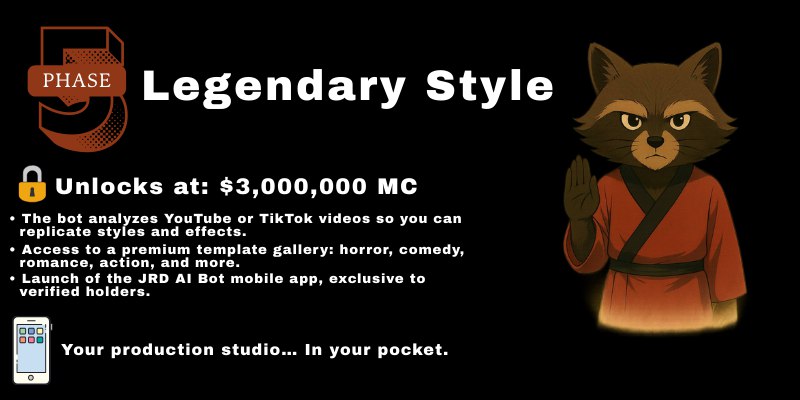 5
PHASE
Legendary Style
Unlocks at: $3,000,000 MC
• The bot analyzes YouTube or TikTok videos so you can
replicate styles and effects.
• Access to a premium template gallery: horror, comedy,
romance, action, and more.
• Launch of the JRD AI Bot mobile app, exclusive to
verified holders.
Your production studio... In your pocket.